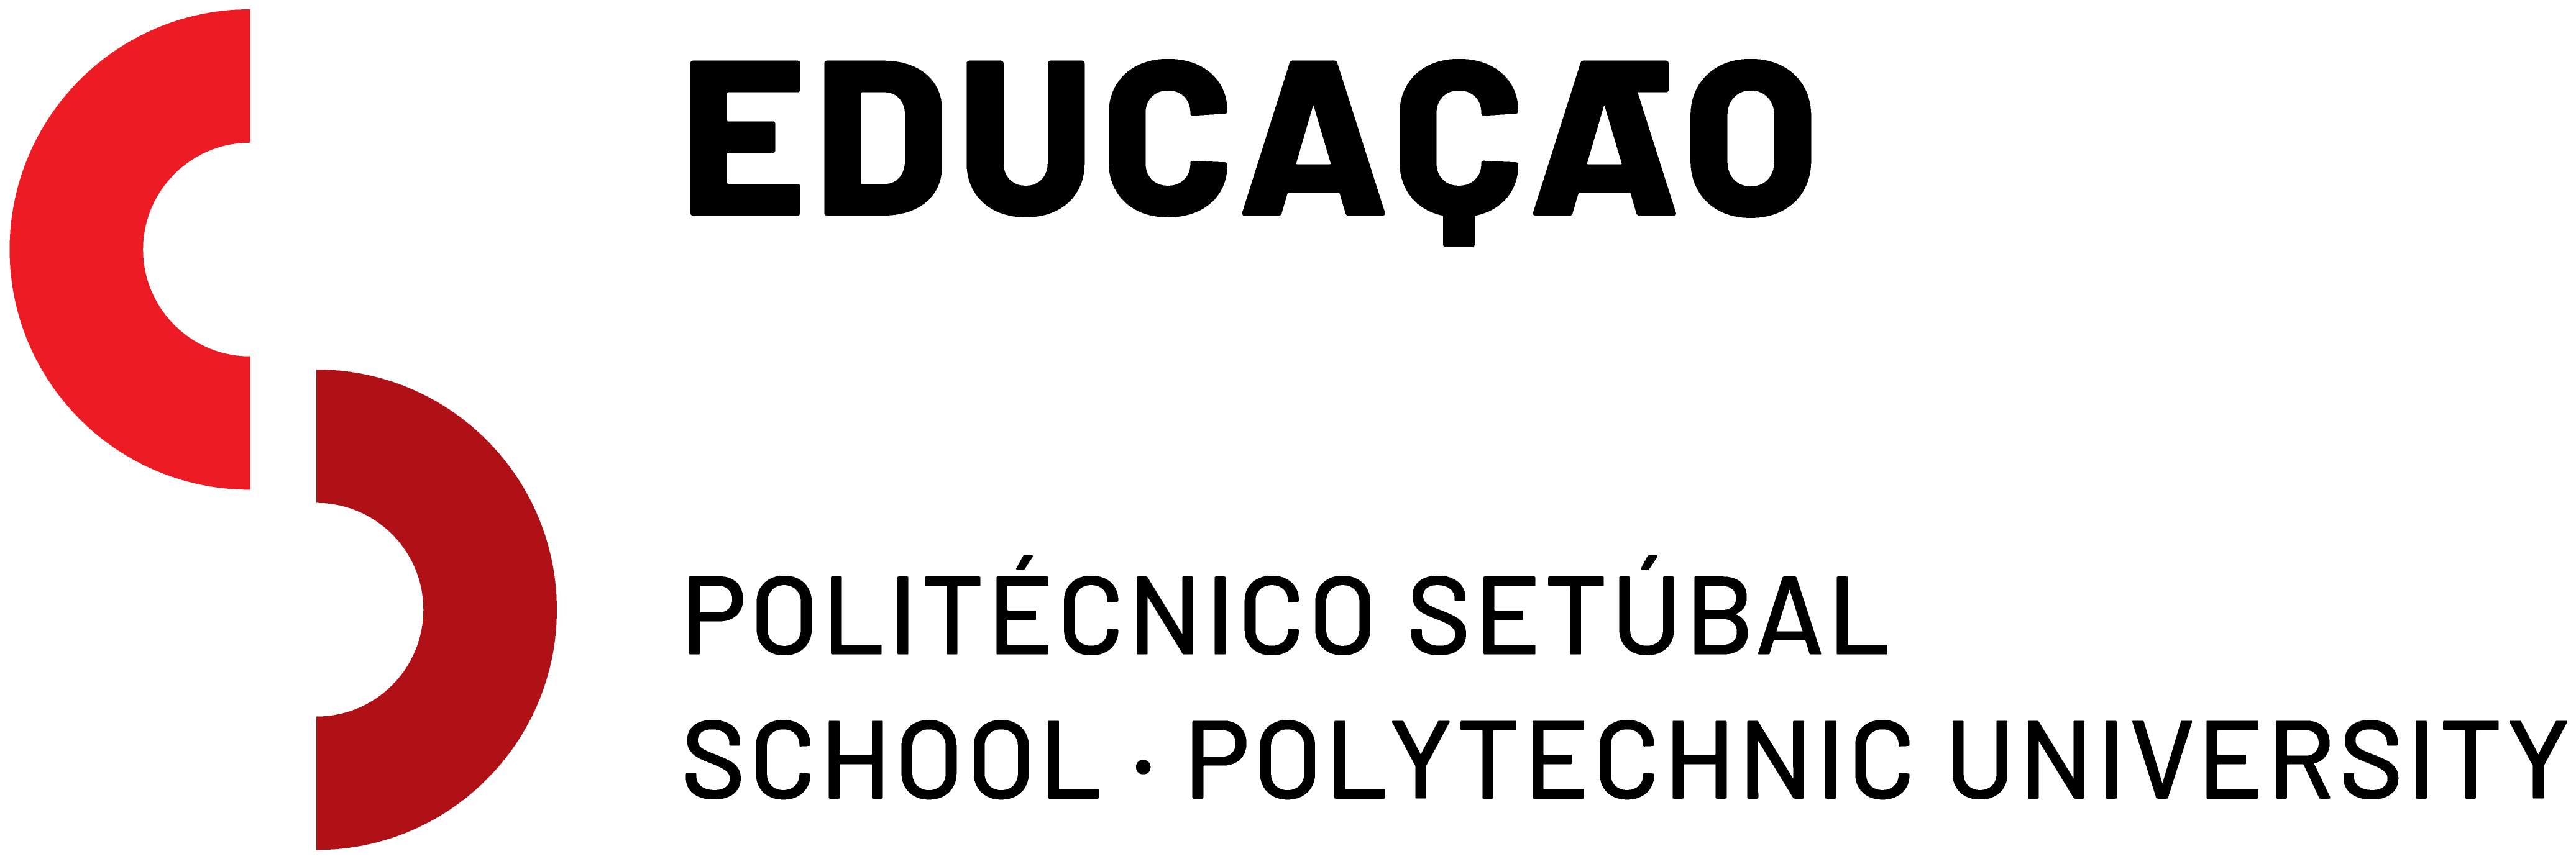 EDUCAÇÃO
POLITÉCNICO SETÚBAL
SCHOOL · POLYTECHNIC UNIVERSITY